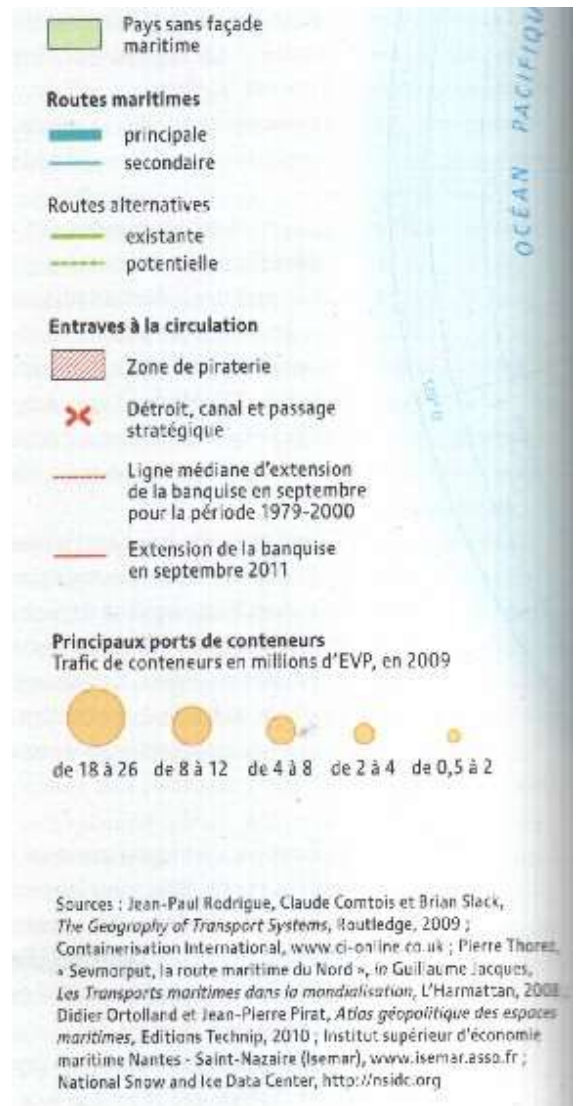 Pays sans façade
maritime
OCÉAN PACIFIQU
Routes maritimes
principale
secondaire
Routes alternatives
existante
potentielle
Entraves à la circulation
Zone de piraterie
Détroit, canal et passage
stratégique
Ligne médiane d'extension
de la banquise en septembre
pour la période 1979-2000
Extension de la banquise
en septembre 2011
Principaux ports de conteneurs
Trafic de conteneurs en millions d'EVP, en 2009
de 18 à 26 de 8 à 12 de 4 à 8 de 2 à 4 de 0,5 à 2
Sources : Jean-Paul Rodrigue, Claude Comtois et Brian Slack,
The Geography of Transport Systems, Routledge, 2009 ;
Containerisation International, www.ci-online.co.uk ; Pierre Thorez,
« Sevmorput, la route maritime du Nord », in Guillaume Jacques,
Les Transports maritimes dans la mondialisation, L'Harmattan, 2008
Didier Ortolland et Jean-Pierre Pirat, Atlas géopolitique des espaces
maritimes, Editions Technip, 2010 ; Institut supérieur d'économie
maritime Nantes - Saint-Nazaire (Isemar), www.isemar.asso.fr ;
National Snow and Ice Data Center, http://nsidc.org